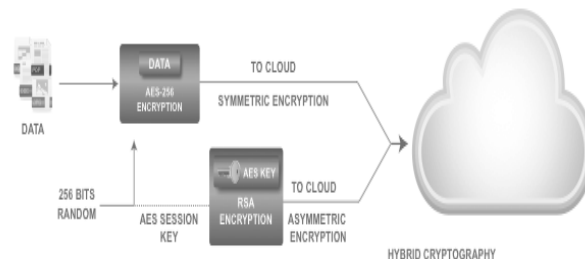 DATA
DATA
AES-256
ENCRYPTION
TO CLOUD
SYMMETRIC ENCRYPTION
256 BITS
RANDOM
AES SESSION
KEY
AES KEY
RSA
ENCRYPTION
TO CLOUD
ASYMMETRIC
ENCRYPTION
HYBRID CRYPTOGRAPHY